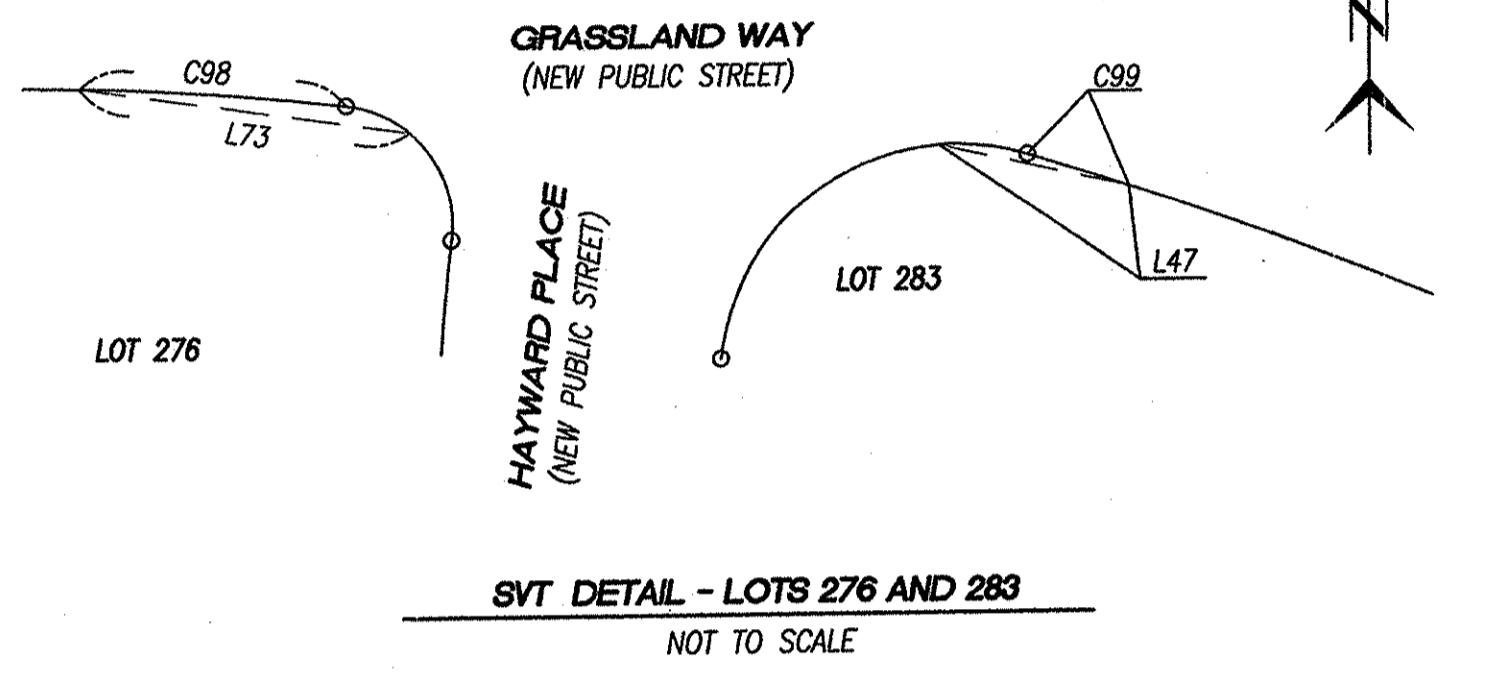 GRASSLAND WAY
(NEW PUBLIC STREET)
N
C98
C99
L73
HAYWARD PLACE
(NEW PUBLIC STREET)
LOT 283
L47
LOT 276
SVT DETAIL - LOTS 276 AND 283
NOT TO SCALE